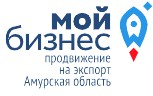 мой
бизнес
продвижение
на экспорт
Амурская область